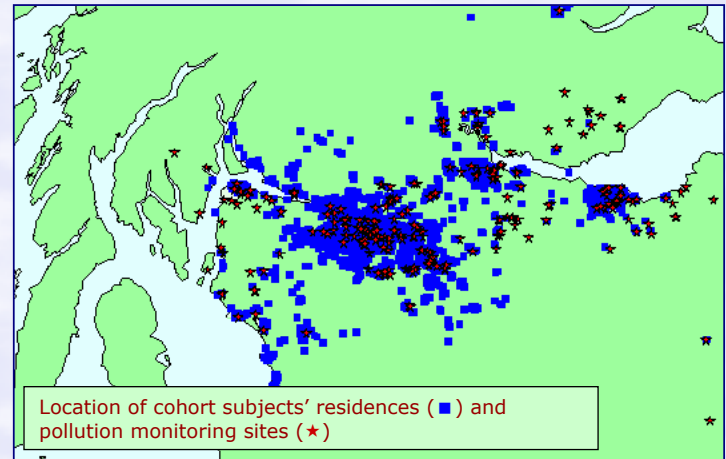 Location of cohort subjects' residences (■) and
pollution monitoring sites (★)